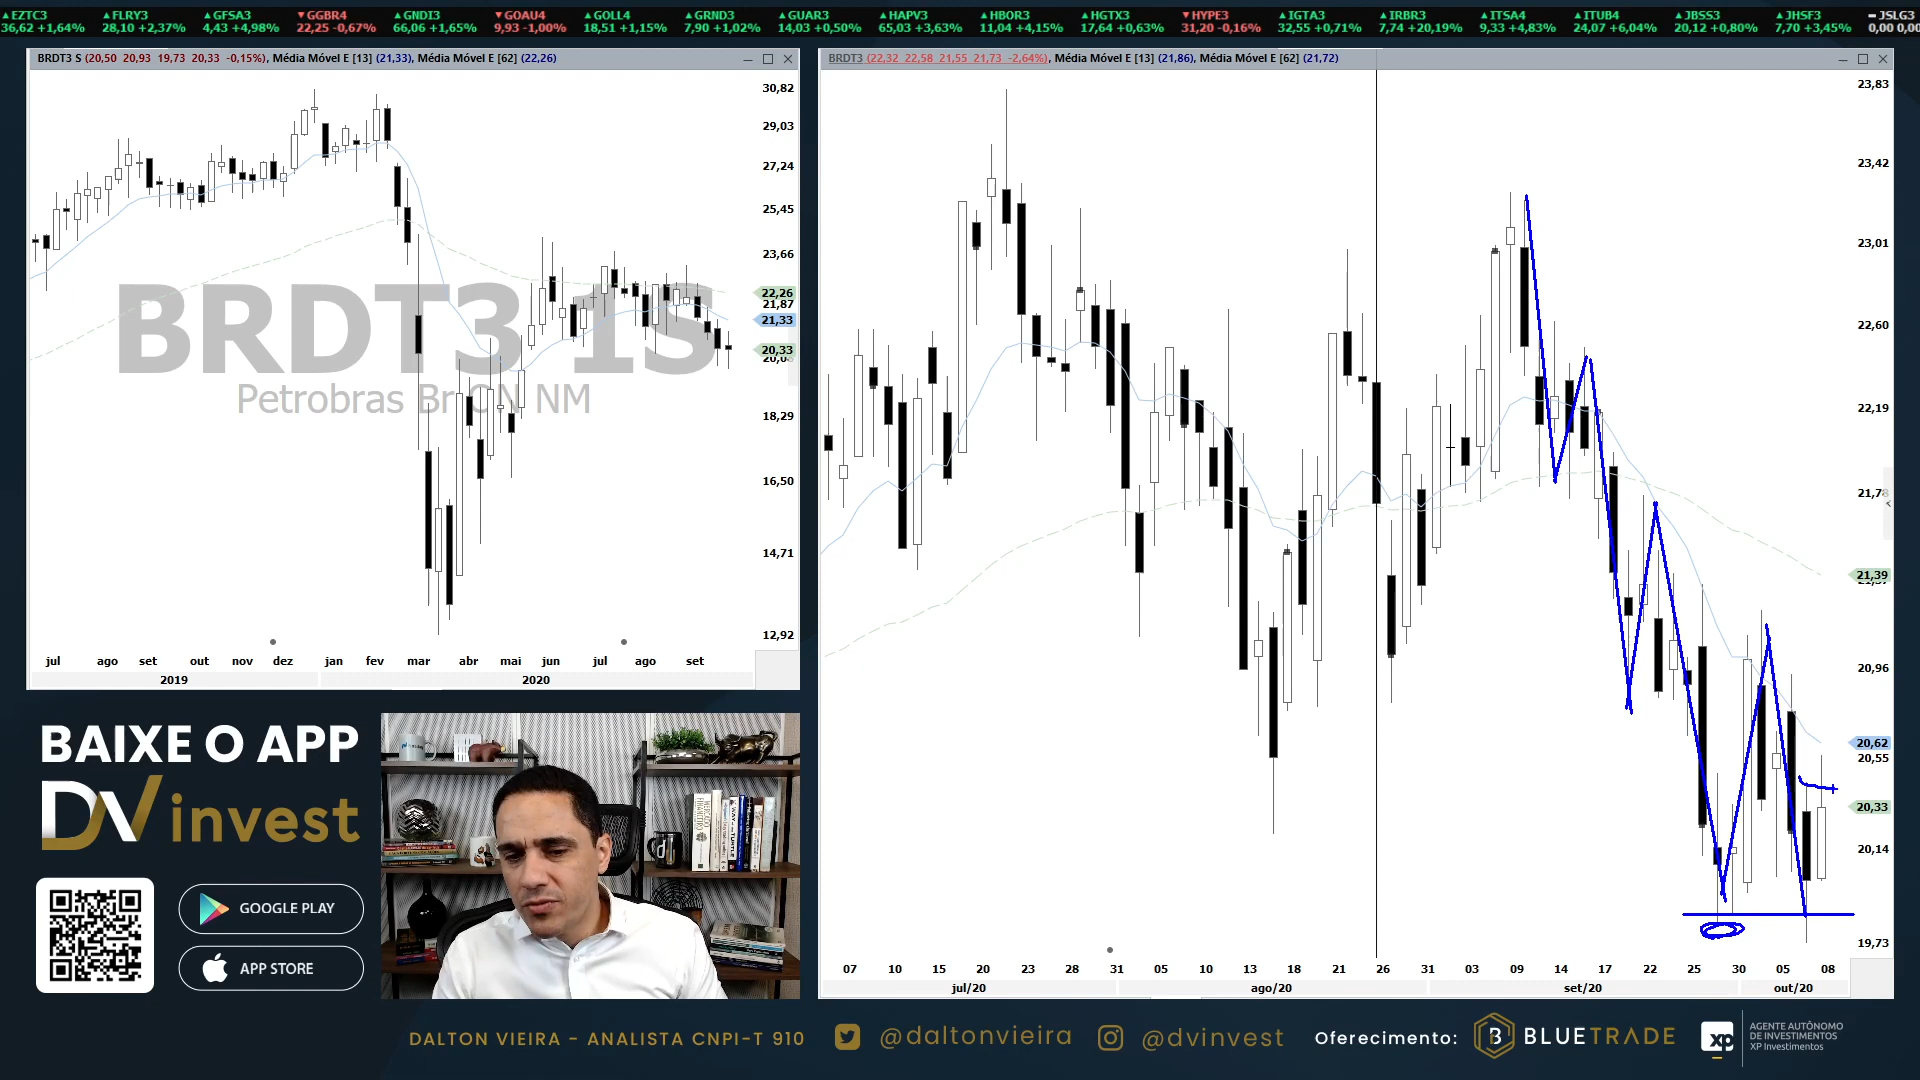 ▲EZTC3 36,62 +1,64%
▲FLRY3 28,10 +2,37%
▲GFSA3 4,43 +4,98%
▼GGBR4 22,25 -0,67%
▲GNDI3 66,06 +1,65%
▼GOAU4 9,93 -1,00%
▲GOLL4 18,51 +1,15%
▲GRND3 7,90 +1,02%
▲GUAR3 14,03 +0,50%
▲HAPV3 65,03 +3,63%
▲HBOR3 11,04 +4,15%
▲HGTX3 17,64 +0,63%
▼HYPE3 31,20 -0,16%
▲IGTA3 32,55 +0,71%
▲IRBR3 7,74 +20,19%
▲ITSA4 9,33 +4,83%
▲ITUB4 24,07 +6,04%
▲JBSS3 20,12 +0,80%
▲JHSF3 7,70 +3,45%
JSLG3 0,00 0,00
BRDT3 S (20,50 20,93 19,73 20,33 -0,15%), Média Móvel E [13] (21,33), Média Móvel E [62] (22,26)
30,82
29,03
27,24
25,45
23,66
22,26
21,87
21,33
20,33
18,29
16,50
14,71
12,92
BRDT3 1S
Petrobras Br ON NM
jul ago set out nov dez jan fev mar abr mai jun jul ago set
2019 2020
BRDT3 (22,32 22,58 21,55 21,73 -2,64%), Média Móvel E [13] (21,86), Média Móvel E [62] (21,72)
23,83
23,42
23,01
22,60
22,19
21,39
20,96
20,62
20,55
20,33
20,14
19,73
07 10 15 20 23 28 31 05 10 13 18 21 26 31 03 09 14 17 22 25 30 05 08
jul/20 ago/20 set/20 out/20
BAIXE O APP
DV invest
GOOGLE PLAY
APP STORE
DALTON VIEIRA - ANALISTA CNPI-T 910
@daltonvieira
@dvinvest
Oferecimento:
BLUETRADE
xp
AGENTE AUTÔNOMO
DE INVESTIMENTOS
XP Investimentos